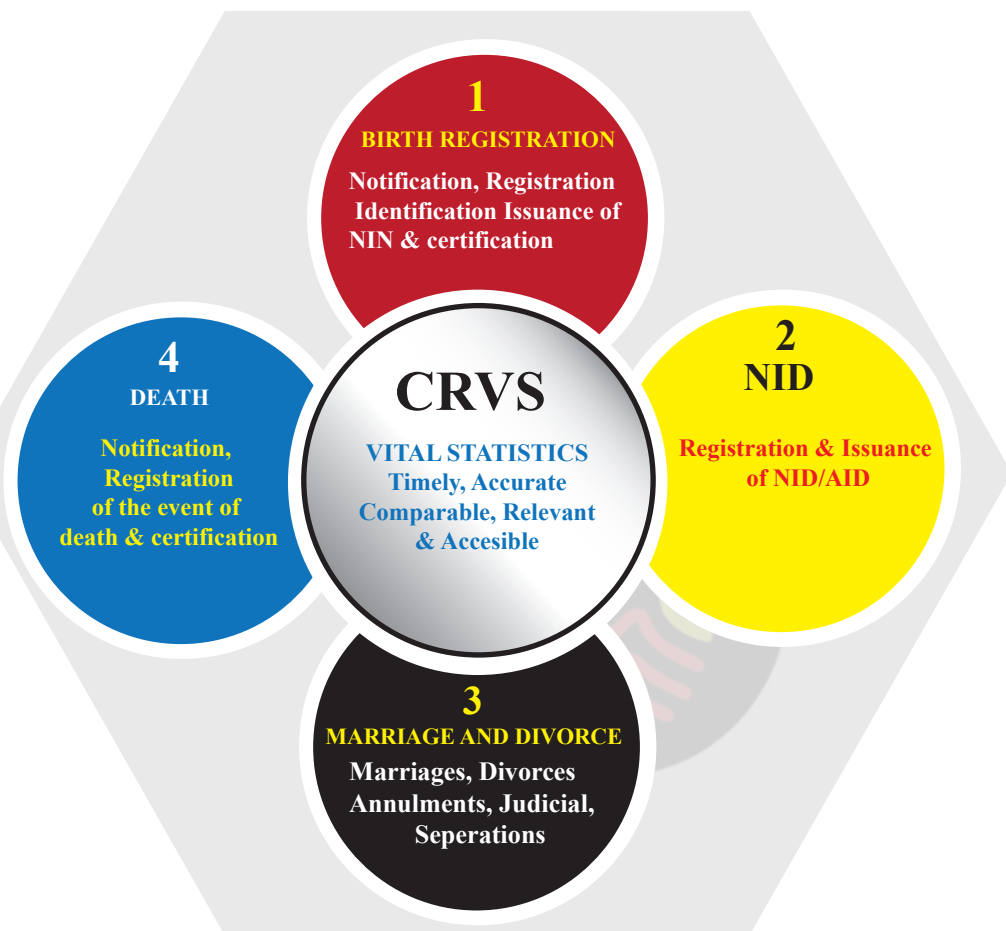 1
BIRTH REGISTRATION
Notification, Registration
Identification Issuance of
NIN & certification
2
NID
Registration & Issuance
of NID/AID
3
MARRIAGE AND DIVORCE
Marriages, Divorces
Annulments, Judicial,
Seperations
4
DEATH
Notification,
Registration
of the event of
death & certification
CRVS
VITAL STATISTICS
Timely, Accurate
Comparable, Relevant
& Accesible